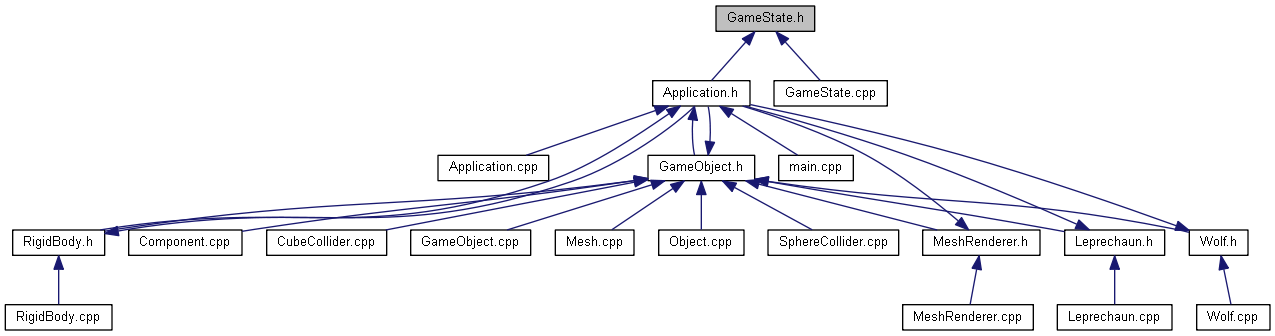 GameState.h
Application.h
GameState.cpp
Application.cpp
GameObject.h
main.cpp
RigidBody.h
Component.cpp
CubeCollider.cpp
GameObject.cpp
Mesh.cpp
Object.cpp
SphereCollider.cpp
MeshRenderer.h
Leprechaun.h
Wolf.h
RigidBody.cpp
MeshRenderer.cpp
Leprechaun.cpp
Wolf.cpp